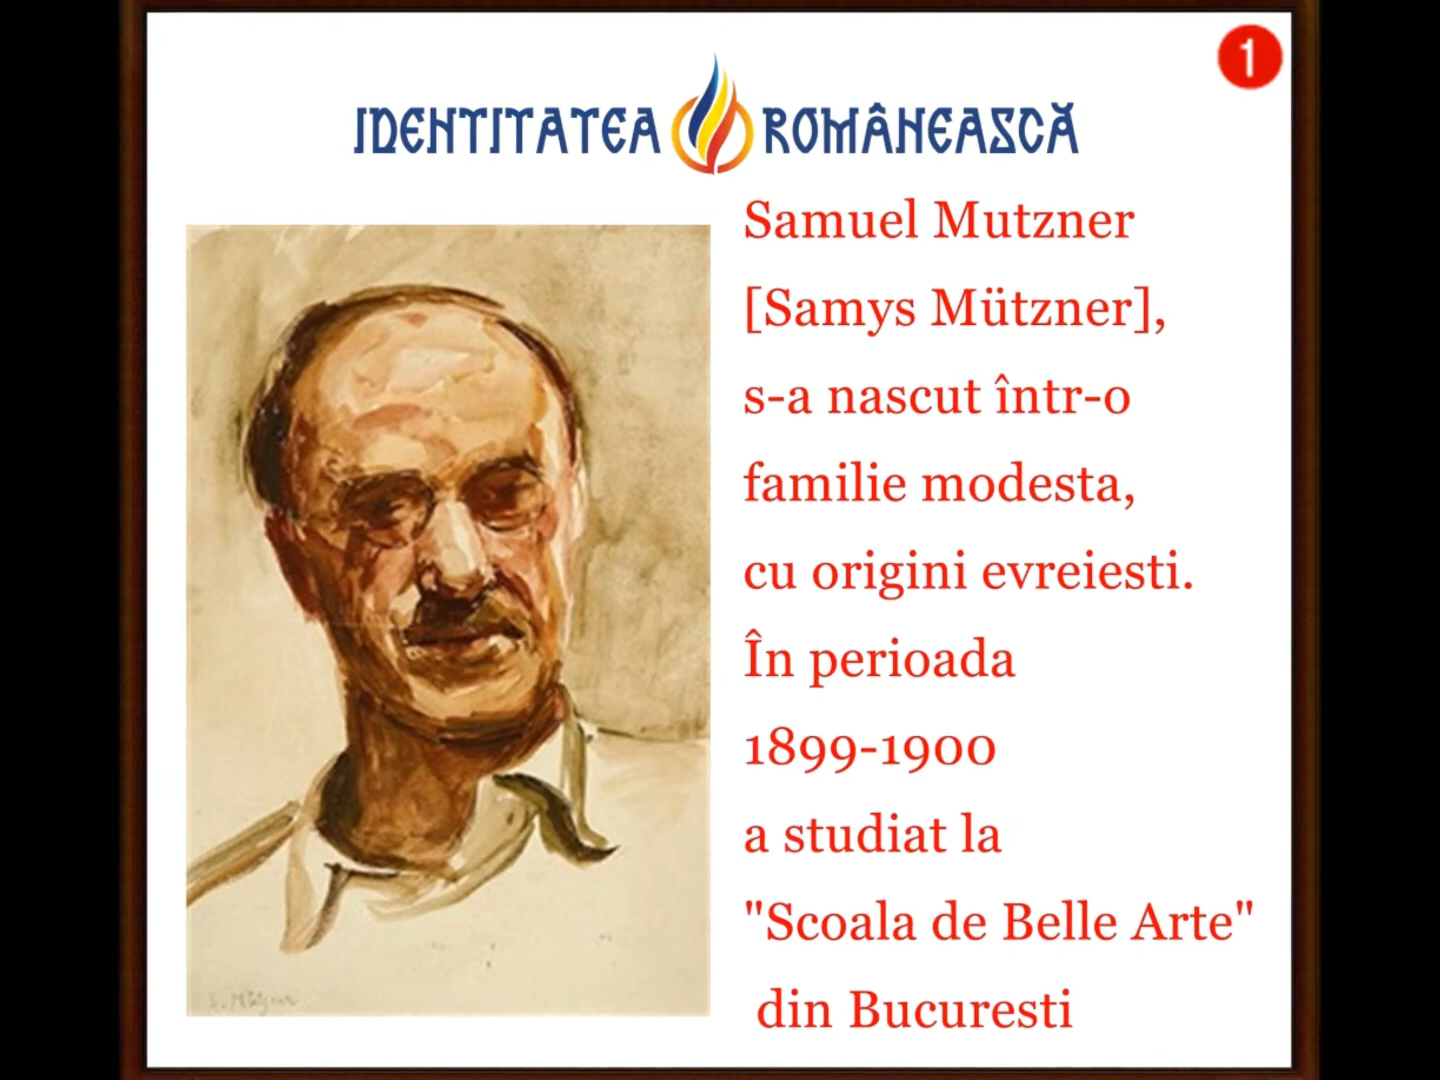 1
IDENTITATEA ROMÂNEASCĂ
Samuel Mutzner
[Samys Mützner],
s-a nascut într-o
familie modesta,
cu origini evreiesti.
În perioada
1899-1900
a studiat la
"Scoala de Belle Arte"
din Bucuresti